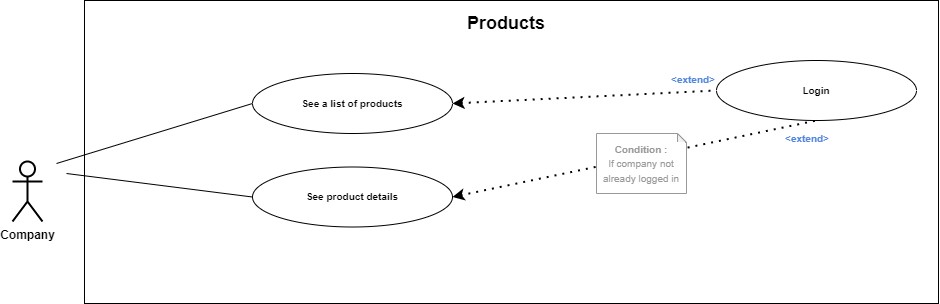 Products
<extend>
See a list of products
Login
<extend>
Condition :
If company not
already logged in
See product details
Company